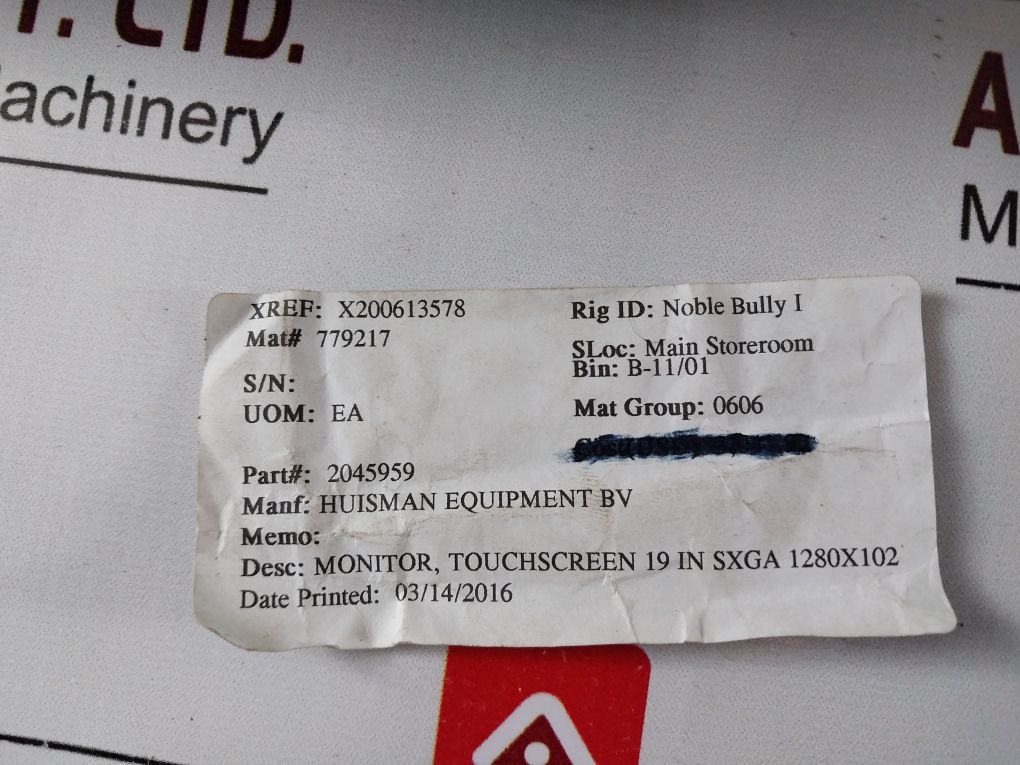 LTD.
achinery
A
M
XREF: X200613578
Mat# 779217
S/N:
UOM: EA
Rig ID: Noble Bully I
SLoc: Main Storeroom
Bin: B-11/01
Mat Group: 0606
Part#: 2045959
Manf: HUISMAN EQUIPMENT BV
Memo:
Desc: MONITOR, TOUCHSCREEN 19 IN SXGA 1280X102
Date Printed: 03/14/2016